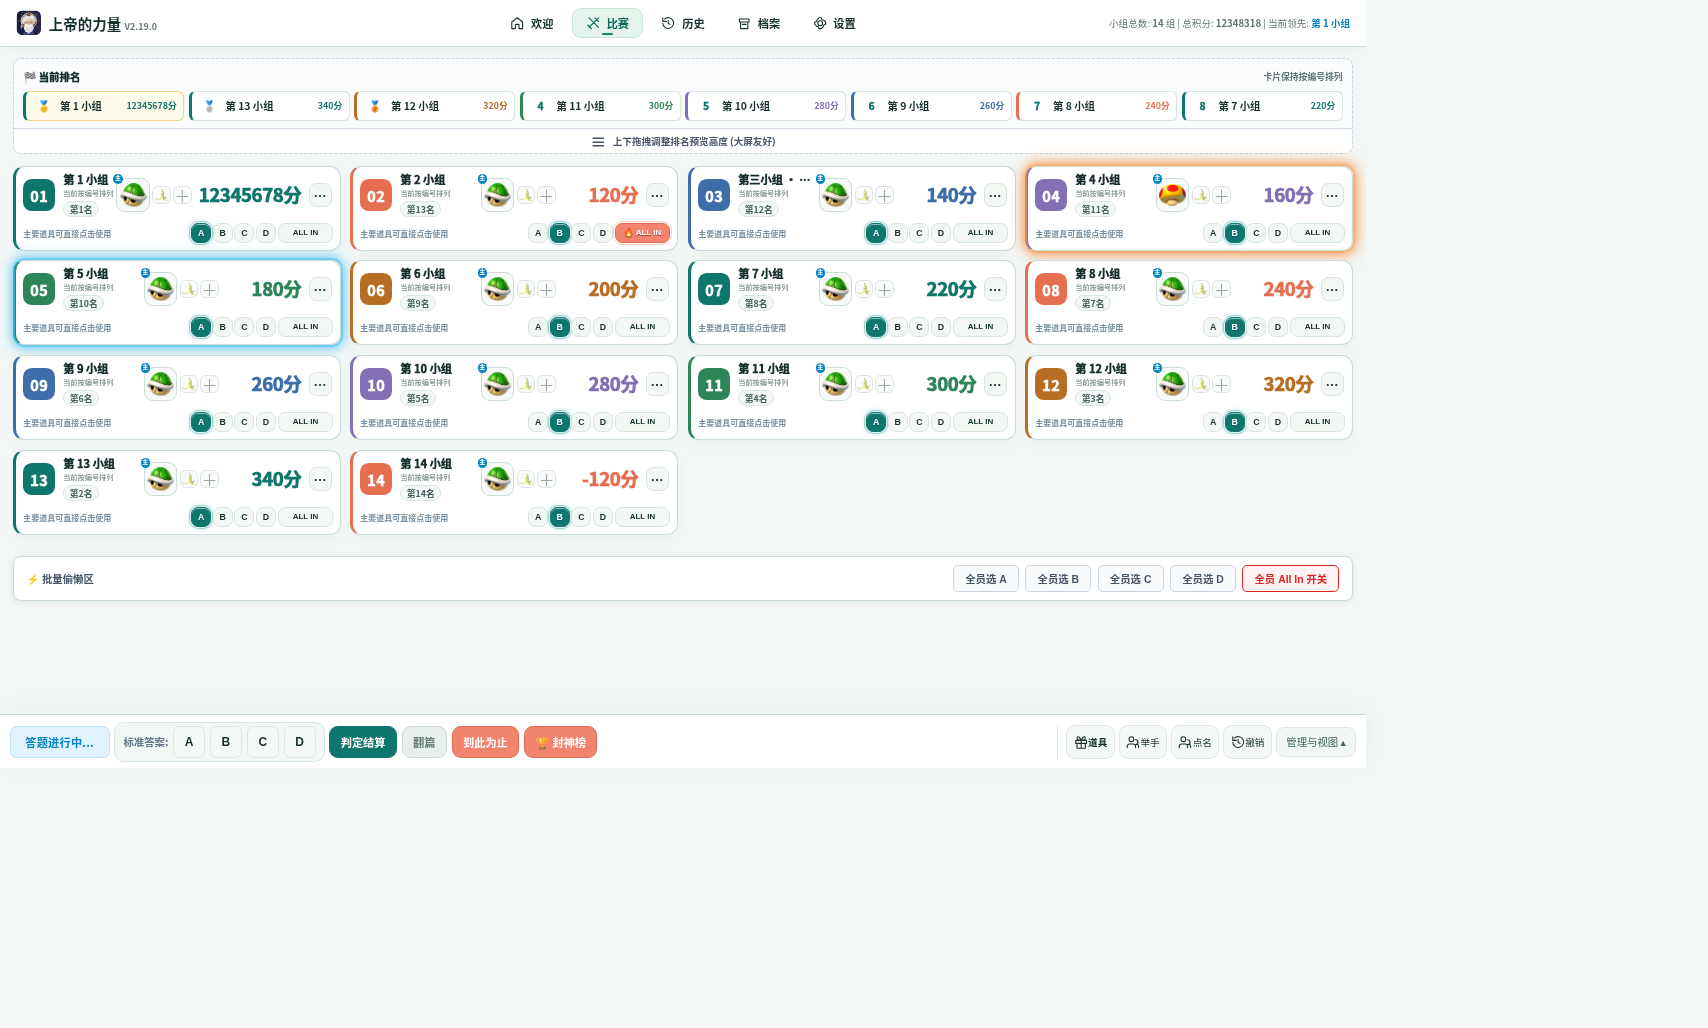 上帝的力量 V2.19.0
欢迎
比赛
历史
档案
设置
小组总数: 14 组 | 总积分: 12348318 | 当前领先: 第 1 小组
🏁 当前排名
卡片保持按编号排列
🥇 第 1 小组 12345678分
🥈 第 13 小组 340分
🥉 第 12 小组 320分
4 第 11 小组 300分
5 第 10 小组 280分
6 第 9 小组 260分
7 第 8 小组 240分
8 第 7 小组 220分
上下拖拽调整排名预览高度 (大屏友好)
01 第 1 小组 主 12345678分 ···
当前按编号排列
第1名
主要道具可直接点击使用 A B C D ALL IN
02 第 2 小组 主 120分 ···
当前按编号排列
第13名
主要道具可直接点击使用 A B C D 🔥 ALL IN
03 第三小组 · ··· 主 140分 ···
当前按编号排列
第12名
主要道具可直接点击使用 A B C D ALL IN
04 第 4 小组 主 160分 ···
当前按编号排列
第11名
主要道具可直接点击使用 A B C D ALL IN
05 第 5 小组 主 180分 ···
当前按编号排列
第10名
主要道具可直接点击使用 A B C D ALL IN
06 第 6 小组 主 200分 ···
当前按编号排列
第9名
主要道具可直接点击使用 A B C D ALL IN
07 第 7 小组 主 220分 ···
当前按编号排列
第8名
主要道具可直接点击使用 A B C D ALL IN
08 第 8 小组 主 240分 ···
当前按编号排列
第7名
主要道具可直接点击使用 A B C D ALL IN
09 第 9 小组 主 260分 ···
当前按编号排列
第6名
主要道具可直接点击使用 A B C D ALL IN
10 第 10 小组 主 280分 ···
当前按编号排列
第5名
主要道具可直接点击使用 A B C D ALL IN
11 第 11 小组 主 300分 ···
当前按编号排列
第4名
主要道具可直接点击使用 A B C D ALL IN
12 第 12 小组 主 320分 ···
当前按编号排列
第3名
主要道具可直接点击使用 A B C D ALL IN
13 第 13 小组 主 340分 ···
当前按编号排列
第2名
主要道具可直接点击使用 A B C D ALL IN
14 第 14 小组 主 -120分 ···
当前按编号排列
第14名
主要道具可直接点击使用 A B C D ALL IN
⚡ 批量偷懒区
全员选 A
全员选 B
全员选 C
全员选 D
全员 All In 开关
答题进行中...
标准答案: A B C D
判定结算
翻篇
到此为止
🏆 封神榜
道具
举手
点名
撤销
管理与视图 ▴